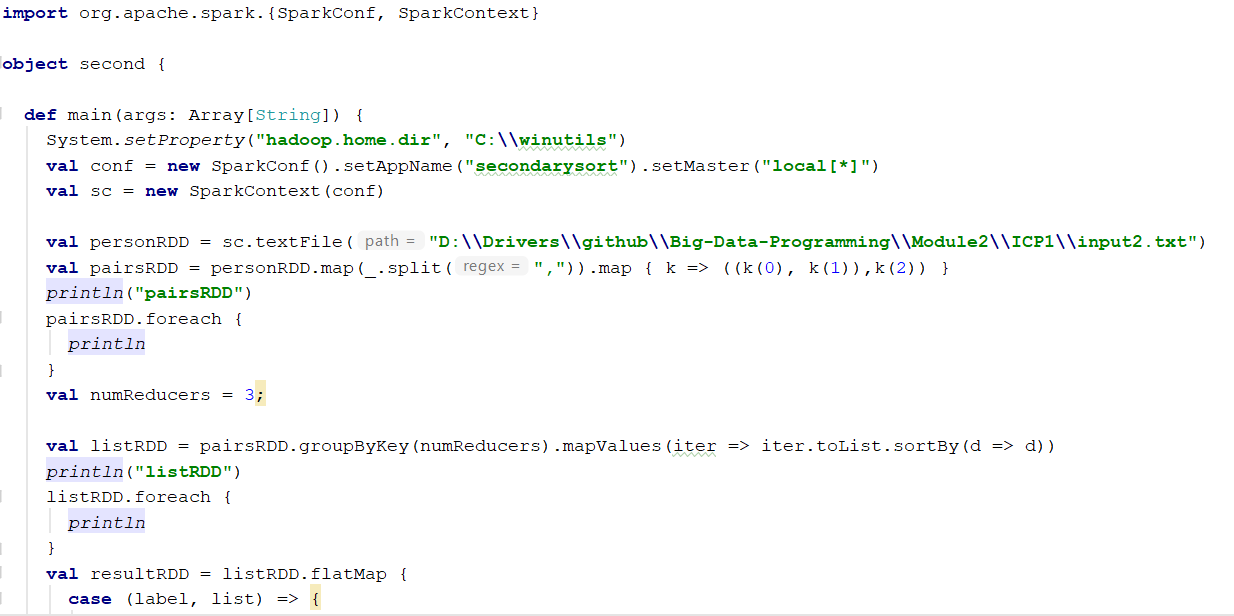 import org.apache.spark.{SparkConf, SparkContext}
object second {
def main(args: Array[String]) {
System.setProperty("hadoop.home.dir", "C:\\winutils")
val conf = new SparkConf().setAppName("secondarysort").setMaster("local[*]")
val sc = new SparkContext(conf)
val personRDD = sc.textFile( path = "D:\\Drivers\\github\\Big-Data-Programming\\Module2\\ICP1\\input2.txt")
val pairsRDD = personRDD.map(_.split( regex = ",")).map { k => ((k(0), k(1)),k(2)) }
println("pairsRDD")
pairsRDD.foreach {
println
}
val numReducers = 3;
val listRDD = pairsRDD.groupByKey(numReducers).mapValues(iter => iter.toList.sortBy(d => d))
println("listRDD")
listRDD.foreach {
println
}
val resultRDD = listRDD.flatMap {
case (label, list) => {